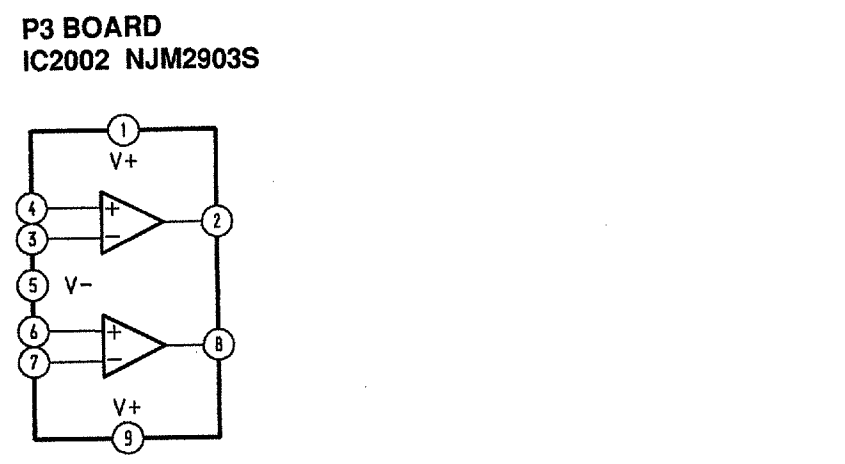 P3 BOARD
IC2002 NJM2903S
1
V+
4 +
2
3 −
5 V−
6 +
8
7 −
V+
9